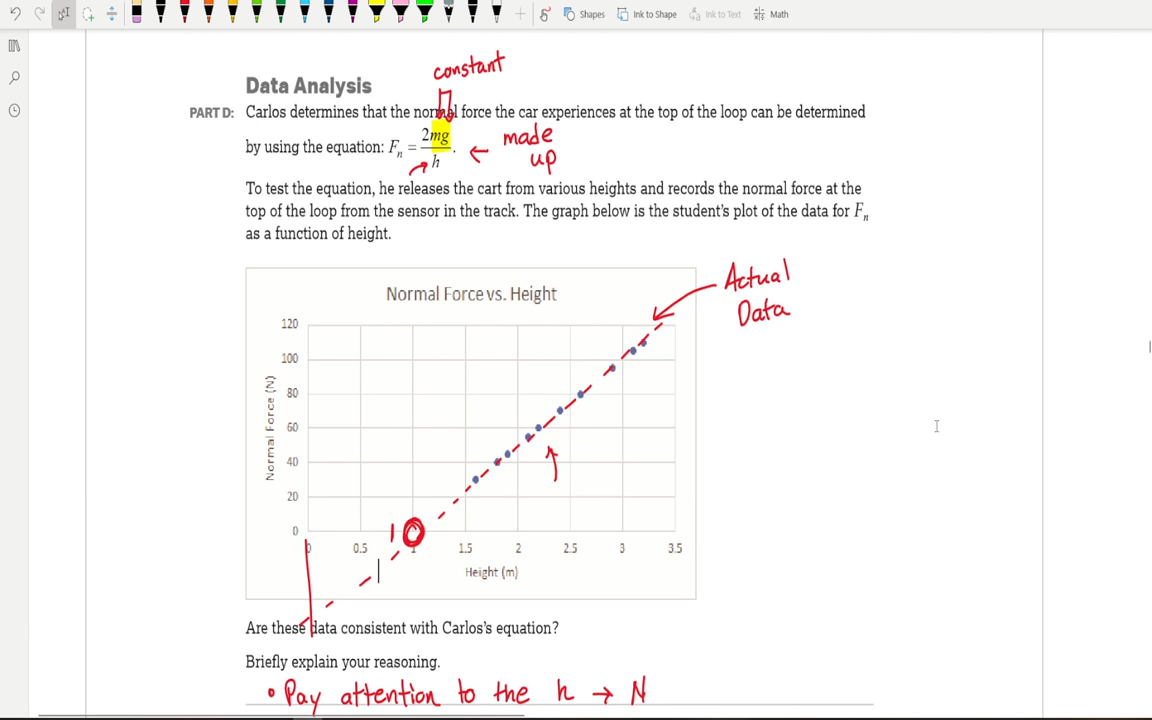 Shapes
Ink to Shape
Ink to Text
Math
constant
Data Analysis
PART D: Carlos determines that the normal force the car experiences at the top of the loop can be determined
by using the equation: Fn = 2mg/h.
made
up
To test the equation, he releases the cart from various heights and records the normal force at the
top of the loop from the sensor in the track. The graph below is the student's plot of the data for Fn
as a function of height.
Actual
Data
Normal Force vs. Height
120
100
80
60
40
20
0
Normal Force (N)
0 0.5 1 1.5 2 2.5 3 3.5
Height (m)
Are these data consistent with Carlos's equation?
Briefly explain your reasoning.
• Pay attention to the h → N